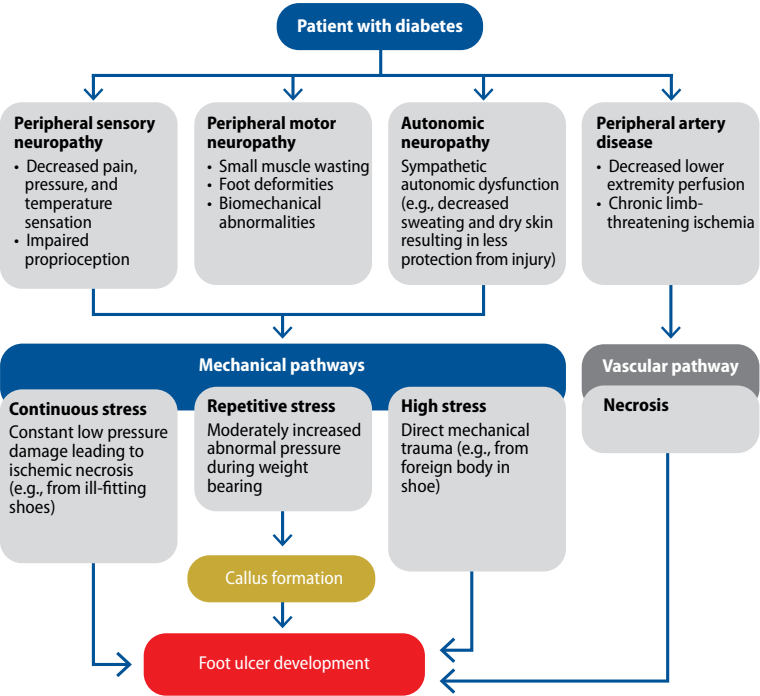 Patient with diabetes
Peripheral sensory
neuropathy
• Decreased pain,
pressure, and
temperature
sensation
• Impaired
proprioception
Peripheral motor
neuropathy
• Small muscle wasting
• Foot deformities
• Biomechanical
abnormalities
Autonomic
neuropathy
Sympathetic
autonomic dysfunction
(e.g., decreased
sweating and dry skin
resulting in less
protection from injury)
Peripheral artery
disease
• Decreased lower
extremity perfusion
• Chronic limb-
threatening ischemia
Mechanical pathways
Vascular pathway
Continuous stress
Constant low pressure
damage leading to
ischemic necrosis
(e.g., from ill-fitting
shoes)
Repetitive stress
Moderately increased
abnormal pressure
during weight
bearing
High stress
Direct mechanical
trauma (e.g., from
foreign body in
shoe)
Necrosis
Callus formation
Foot ulcer development